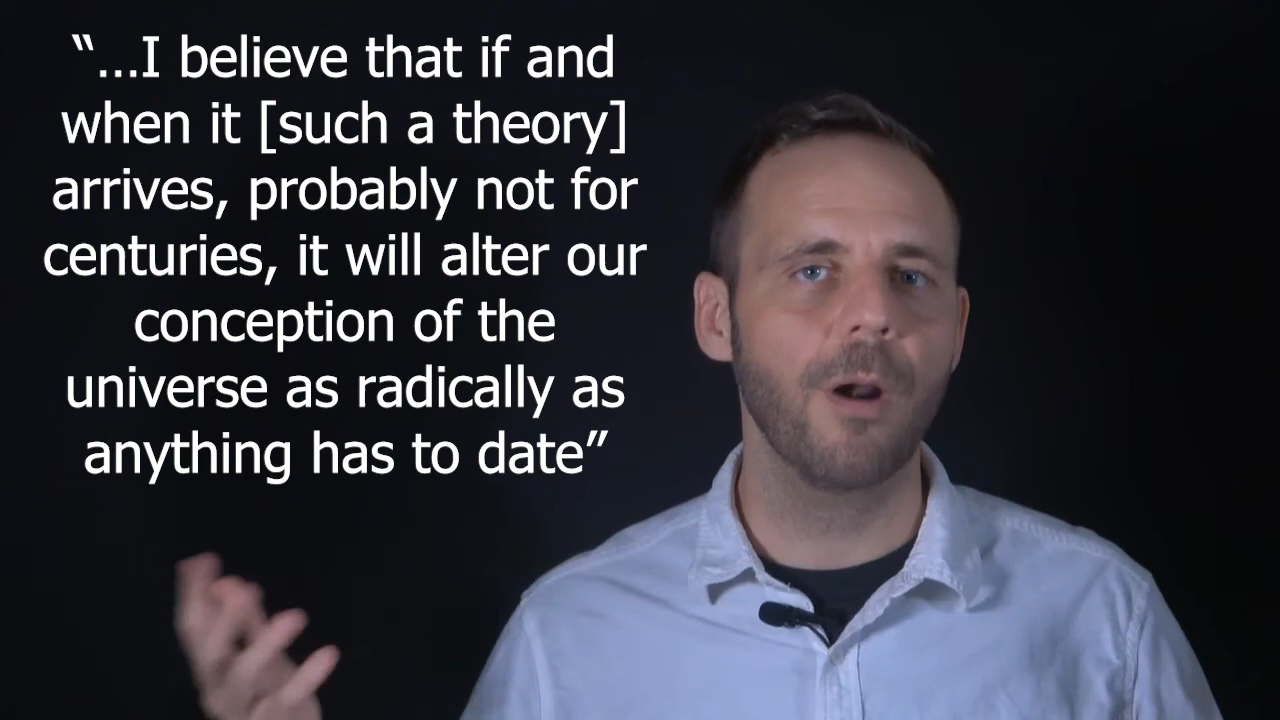 “...I believe that if and
when it [such a theory]
arrives, probably not for
centuries, it will alter our
conception of the
universe as radically as
anything has to date”